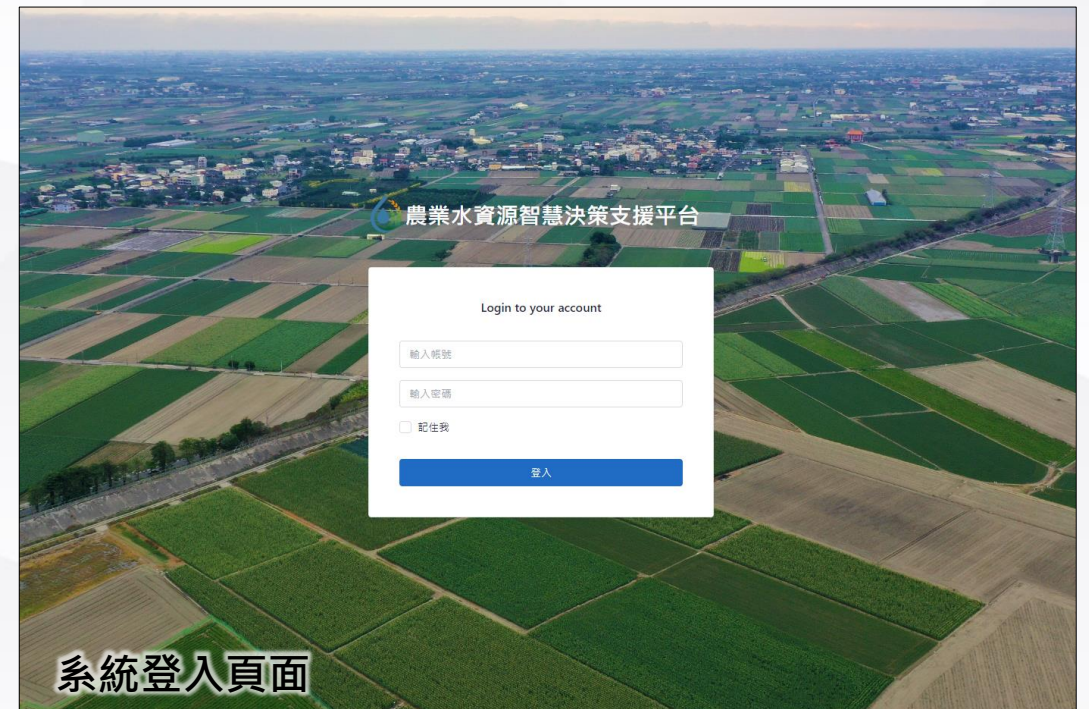 農業水資源智慧決策支援平台
Login to your account
輸入帳號
輸入密碼
記住我
登入
系統登入頁面